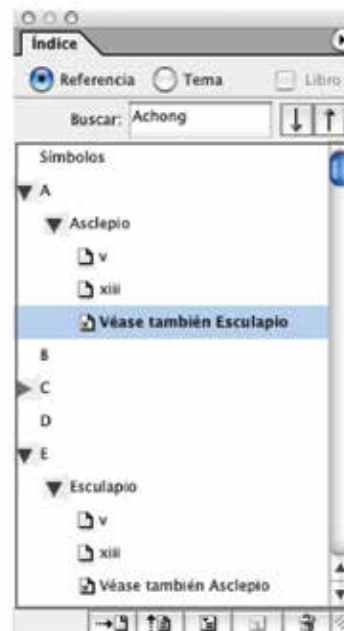 Índice
Referencia Tema Libro
Buscar: Achong
Símbolos
A
Asclepio
v
xiii
Véase también Esculapio
B
C
D
E
Esculapio
v
xiii
Véase también Asclepio